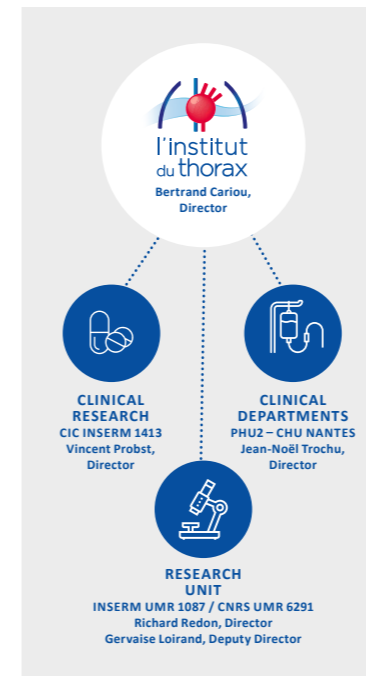 l'institut
du thorax
Bertrand Cariou,
Director
CLINICAL
RESEARCH
CIC INSERM 1413
Vincent Probst,
Director
CLINICAL
DEPARTMENTS
PHU2 – CHU NANTES
Jean-Noël Trochu,
Director
RESEARCH
UNIT
INSERM UMR 1087 / CNRS UMR 6291
Richard Redon, Director
Gervaise Loirand, Deputy Director